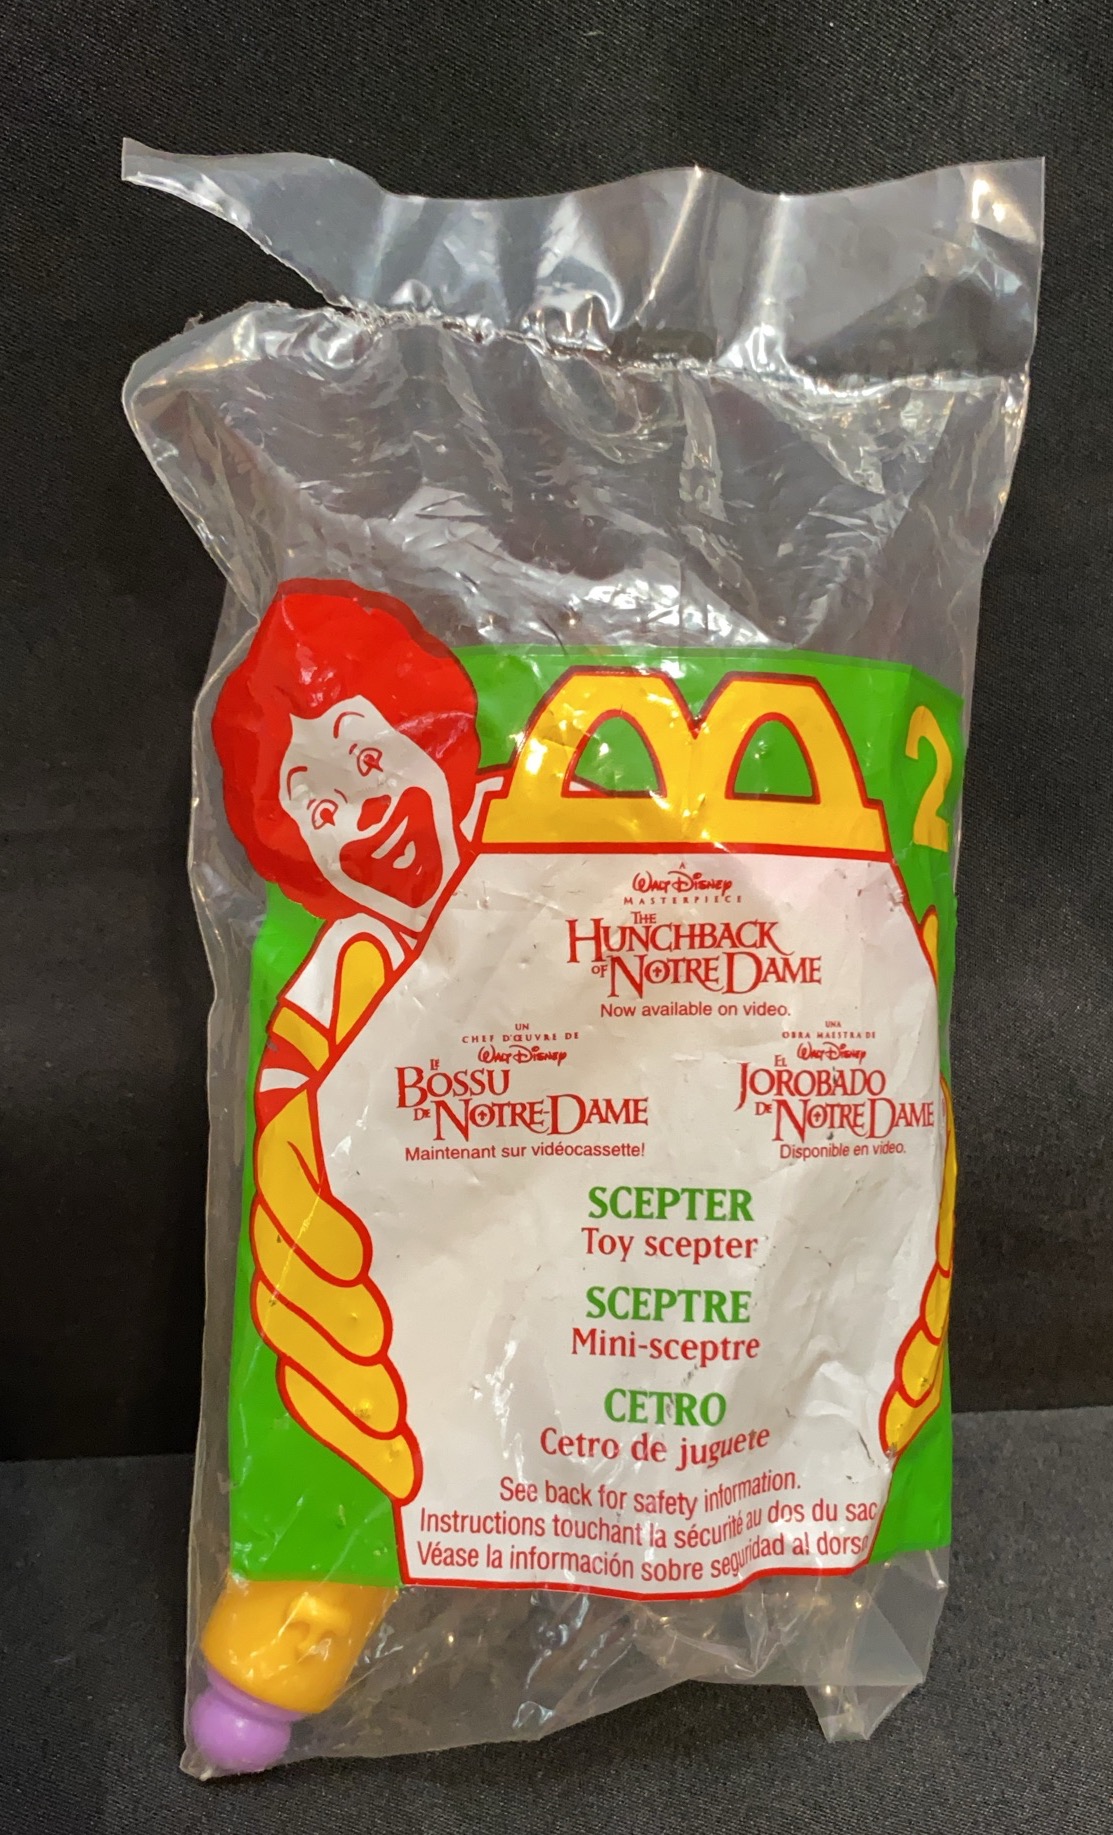 2
A
WALT DISNEY
MASTERPIECE
THE
HUNCHBACK
OF NOTRE DAME
Now available on video.
UN
CHEF D'ŒUVRE DE
WALT DISNEY
LE
BOSSU
DE NOTRE-DAME
Maintenant sur vidéocassette!
UNA
OBRA MAESTRA DE
WALT DISNEY
EL
JOROBADO
DE NOTRE DAME
Disponible en video.
SCEPTER
Toy scepter
SCEPTRE
Mini-sceptre
CETRO
Cetro de juguete
See back for safety information.
Instructions touchant la sécurité au dos du sac
Véase la información sobre seguridad al dorso